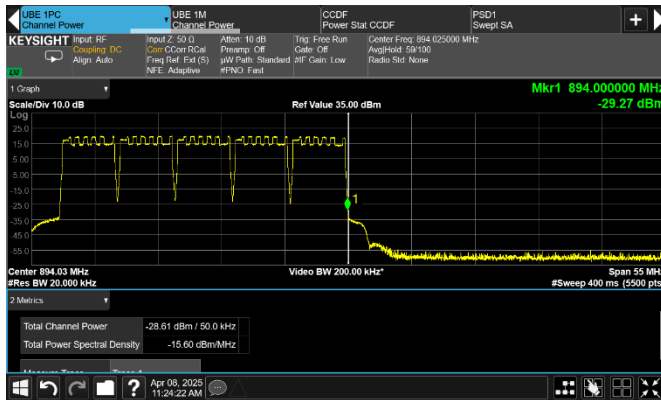 UBE 1PC
Channel Power
UBE 1M
Channel Power
CCDF
Power Stat CCDF
PSD1
Swept SA
KEYSIGHT
Input: RF
Coupling: DC
Align: Auto
Input Z: 50 Ω
Corr CCorr RCal
Freq Ref: Ext (S)
NFE: Adaptive
Atten: 10 dB
Preamp: Off
µW Path: Standard
#PNO: Fast
Trig: Free Run
Gate: Off
#IF Gain: Low
Center Freq: 894.025000 MHz
Avg|Hold: 59/100
Radio Std: None
1 Graph
Scale/Div 10.0 dB
Ref Value 35.00 dBm
Mkr1 894.000000 MHz
-29.27 dBm
Log
25.0
15.0
5.00
-5.00
-15.0
-25.0
-35.0
-45.0
-55.0
1
Center 894.03 MHz
#Res BW 20.000 kHz
Video BW 200.00 kHz*
Span 55 MHz
#Sweep 400 ms (5500 pts)
2 Metrics
Total Channel Power -28.61 dBm / 50.0 kHz
Total Power Spectral Density -15.60 dBm/MHz
Apr 08, 2025
11:24:22 AM